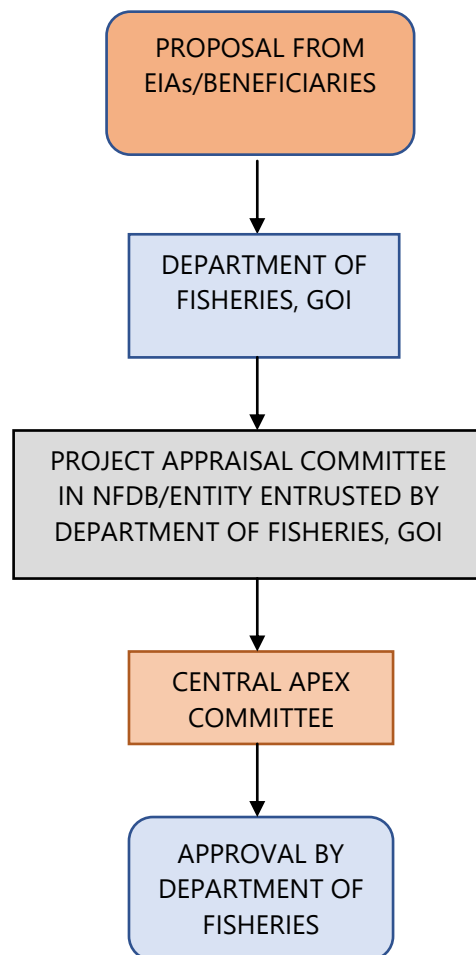 PROPOSAL FROM
EIAs/BENEFICIARIES
DEPARTMENT OF
FISHERIES, GOI
PROJECT APPRAISAL COMMITTEE
IN NFDB/ENTITY ENTRUSTED BY
DEPARTMENT OF FISHERIES, GOI
CENTRAL APEX
COMMITTEE
APPROVAL BY
DEPARTMENT OF
FISHERIES